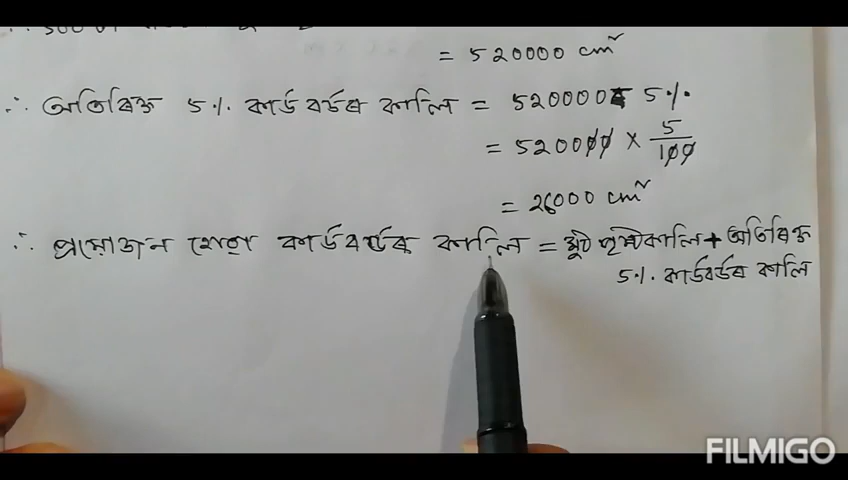 = 520000 cm²
∴ অতিৰিক্ত 5% কাৰ্ড বৰ্ডৰ কালি = 520000 × 5%
= 520000 × 5/100
= 26000 cm²
∴ প্ৰয়োজন হোৱা কাৰ্ডবৰ্ডৰ কালি = মুঠ পৃষ্ঠকালি + অতিৰিক্ত
5% কাৰ্ডবৰ্ডৰ কালি
FILMIGO